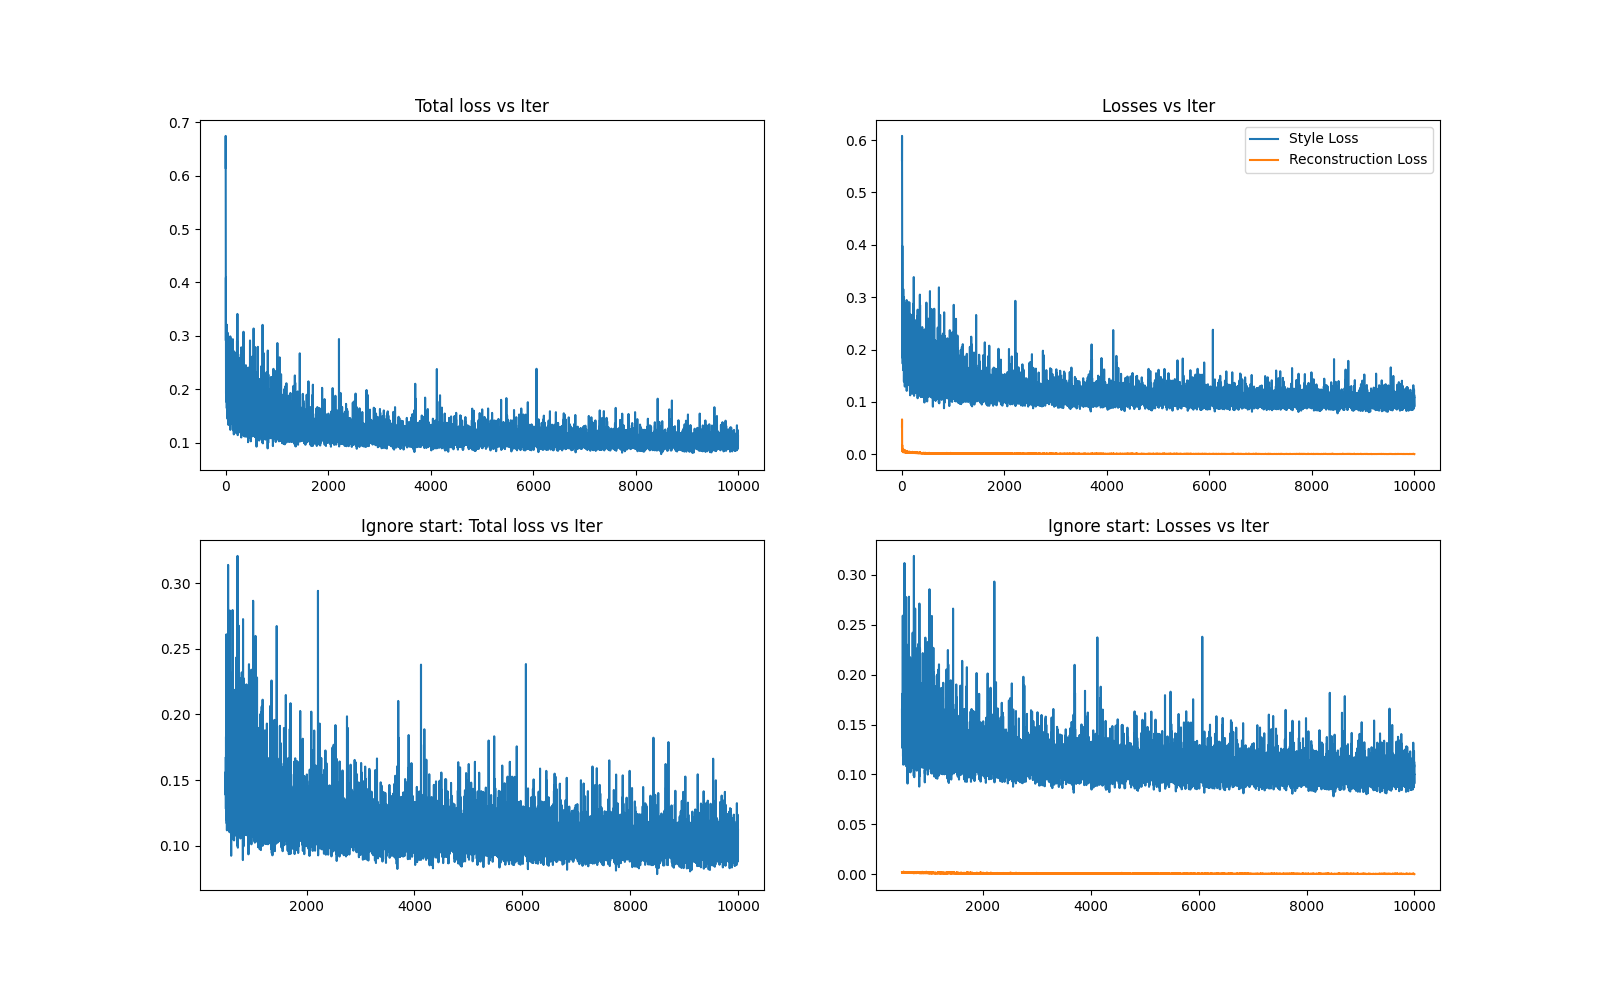 Total loss vs Iter
0.7
0.6
0.5
0.4
0.3
0.2
0.1
0 2000 4000 6000 8000 10000
Losses vs Iter
Style Loss
Reconstruction Loss
0.6
0.5
0.4
0.3
0.2
0.1
0.0
0 2000 4000 6000 8000 10000
Ignore start: Total loss vs Iter
0.30
0.25
0.20
0.15
0.10
2000 4000 6000 8000 10000
Ignore start: Losses vs Iter
0.30
0.25
0.20
0.15
0.10
0.05
0.00
2000 4000 6000 8000 10000